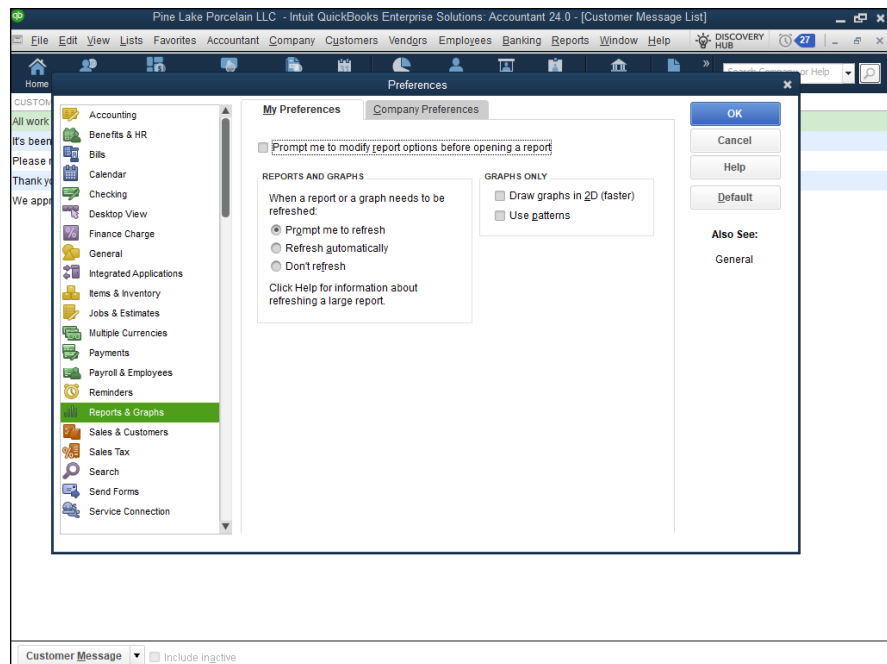 qb Pine Lake Porcelain LLC - Intuit QuickBooks Enterprise Solutions: Accountant 24.0 - [Customer Message List]
File Edit View Lists Favorites Accountant Company Customers Vendors Employees Banking Reports Window Help DISCOVERY HUB 27
Home Search Company or Help
Preferences
CUSTOM
All work
It's been
Please r
Thank yo
We appr
Accounting
Benefits & HR
Bills
Calendar
Checking
Desktop View
Finance Charge
General
Integrated Applications
Items & Inventory
Jobs & Estimates
Multiple Currencies
Payments
Payroll & Employees
Reminders
Reports & Graphs
Sales & Customers
Sales Tax
Search
Send Forms
Service Connection
My Preferences Company Preferences
Prompt me to modify report options before opening a report
REPORTS AND GRAPHS
When a report or a graph needs to be
refreshed:
Prompt me to refresh
Refresh automatically
Don't refresh
Click Help for information about
refreshing a large report.
GRAPHS ONLY
Draw graphs in 2D (faster)
Use patterns
OK
Cancel
Help
Default
Also See:
General
Customer Message Include inactive